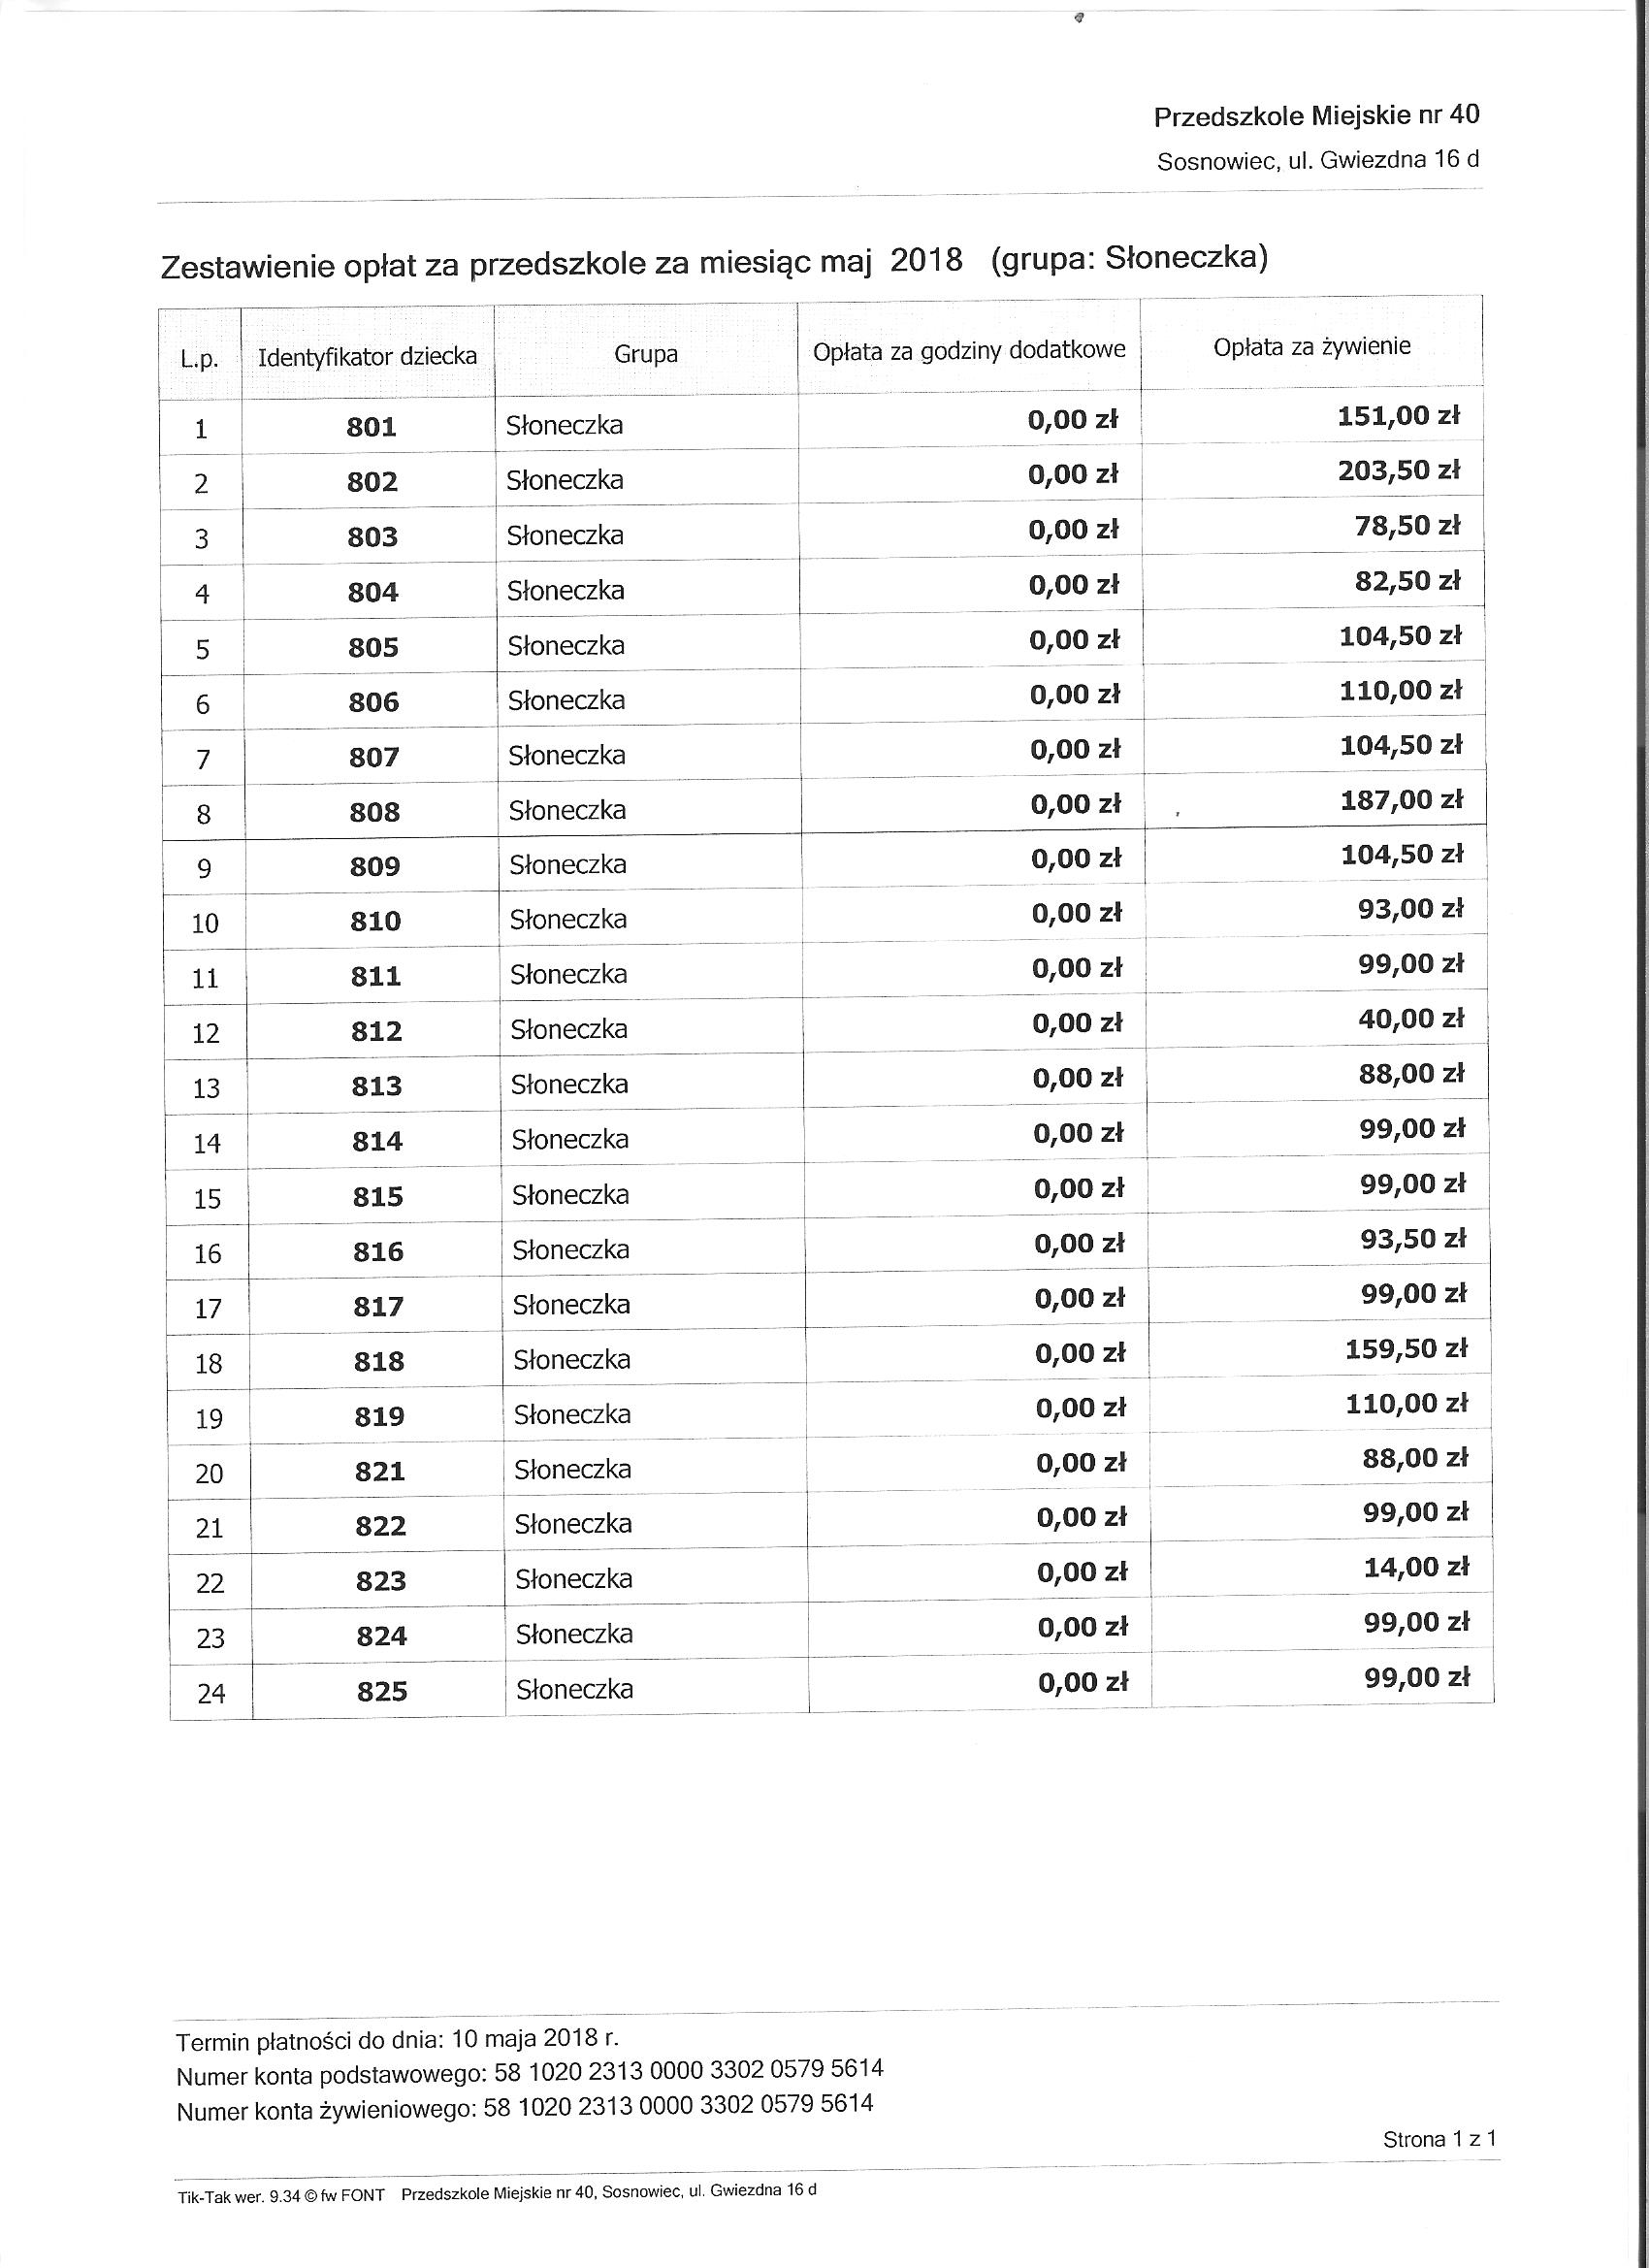 Przedszkole Miejskie nr 40
Sosnowiec, ul. Gwiezdna 16 d
Zestawienie opłat za przedszkole za miesiąc maj 2018 (grupa: Słoneczka)
L.p. Identyfikator dziecka Grupa Opłata za godziny dodatkowe Opłata za żywienie
1 801 Słoneczka 0,00 zł 151,00 zł
2 802 Słoneczka 0,00 zł 203,50 zł
3 803 Słoneczka 0,00 zł 78,50 zł
4 804 Słoneczka 0,00 zł 82,50 zł
5 805 Słoneczka 0,00 zł 104,50 zł
6 806 Słoneczka 0,00 zł 110,00 zł
7 807 Słoneczka 0,00 zł 104,50 zł
8 808 Słoneczka 0,00 zł 187,00 zł
9 809 Słoneczka 0,00 zł 104,50 zł
10 810 Słoneczka 0,00 zł 93,00 zł
11 811 Słoneczka 0,00 zł 99,00 zł
12 812 Słoneczka 0,00 zł 40,00 zł
13 813 Słoneczka 0,00 zł 88,00 zł
14 814 Słoneczka 0,00 zł 99,00 zł
15 815 Słoneczka 0,00 zł 99,00 zł
16 816 Słoneczka 0,00 zł 93,50 zł
17 817 Słoneczka 0,00 zł 99,00 zł
18 818 Słoneczka 0,00 zł 159,50 zł
19 819 Słoneczka 0,00 zł 110,00 zł
20 821 Słoneczka 0,00 zł 88,00 zł
21 822 Słoneczka 0,00 zł 99,00 zł
22 823 Słoneczka 0,00 zł 14,00 zł
23 824 Słoneczka 0,00 zł 99,00 zł
24 825 Słoneczka 0,00 zł 99,00 zł
Termin płatności do dnia: 10 maja 2018 r.
Numer konta podstawowego: 58 1020 2313 0000 3302 0579 5614
Numer konta żywieniowego: 58 1020 2313 0000 3302 0579 5614
Strona 1 z 1
Tik-Tak wer. 9.34 © fw FONT Przedszkole Miejskie nr 40, Sosnowiec, ul. Gwiezdna 16 d